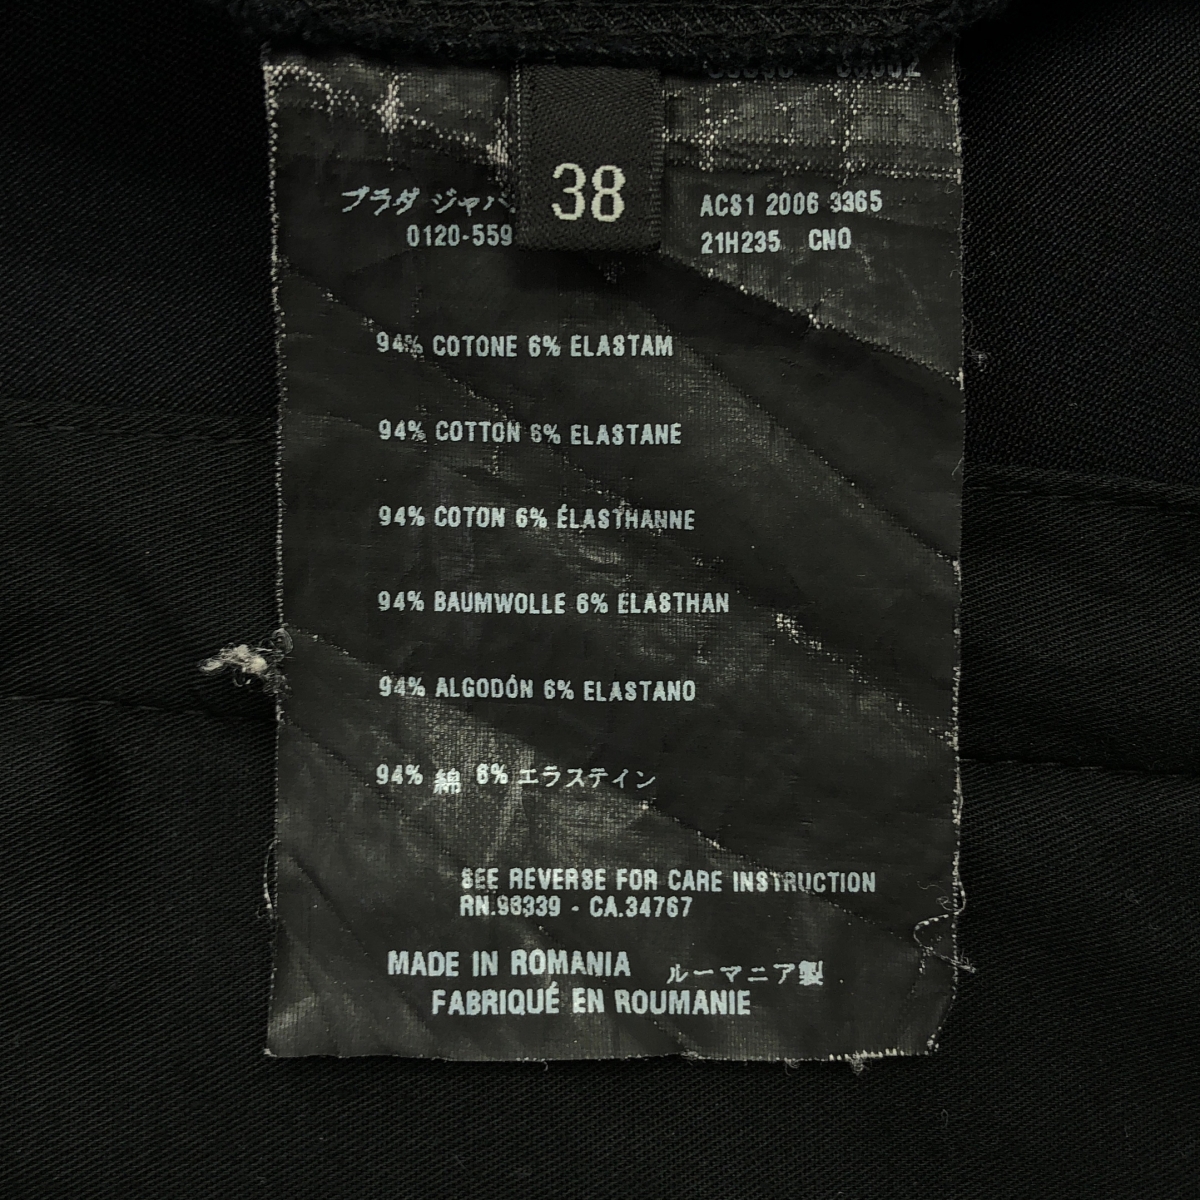 38
プラダ ジャパ
0120-559
ACS1 2006 3365
21H235 CNO
94% COTONE 6% ELASTAM
94% COTTON 6% ELASTANE
94% COTON 6% ÉLASTHANNE
94% BAUMWOLLE 6% ELASTHAN
94% ALGODÓN 6% ELASTANO
94% 綿 6% エラステイン
SEE REVERSE FOR CARE INSTRUCTION
RN.98339 - CA.34767
MADE IN ROMANIA ルーマニア製
FABRIQUÉ EN ROUMANIE